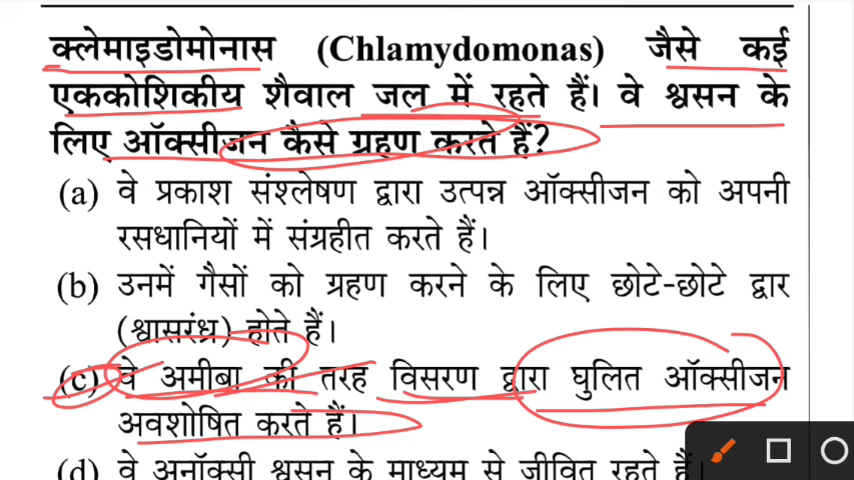 क्लेमाइडोमोनास (Chlamydomonas) जैसे कई
एककोशिकीय शैवाल जल में रहते हैं। वे श्वसन के
लिए ऑक्सीजन कैसे ग्रहण करते हैं?
(a) वे प्रकाश संश्लेषण द्वारा उत्पन्न ऑक्सीजन को अपनी
रसधानियों में संग्रहीत करते हैं।
(b) उनमें गैसों को ग्रहण करने के लिए छोटे-छोटे द्वार
(श्वासरंध्र) होते हैं।
(c) वे अमीबा की तरह विसरण द्वारा घुलित ऑक्सीजन
अवशोषित करते हैं।
(d) वे अनॉक्सी श्वसन के माध्यम से जीवित रहते हैं।